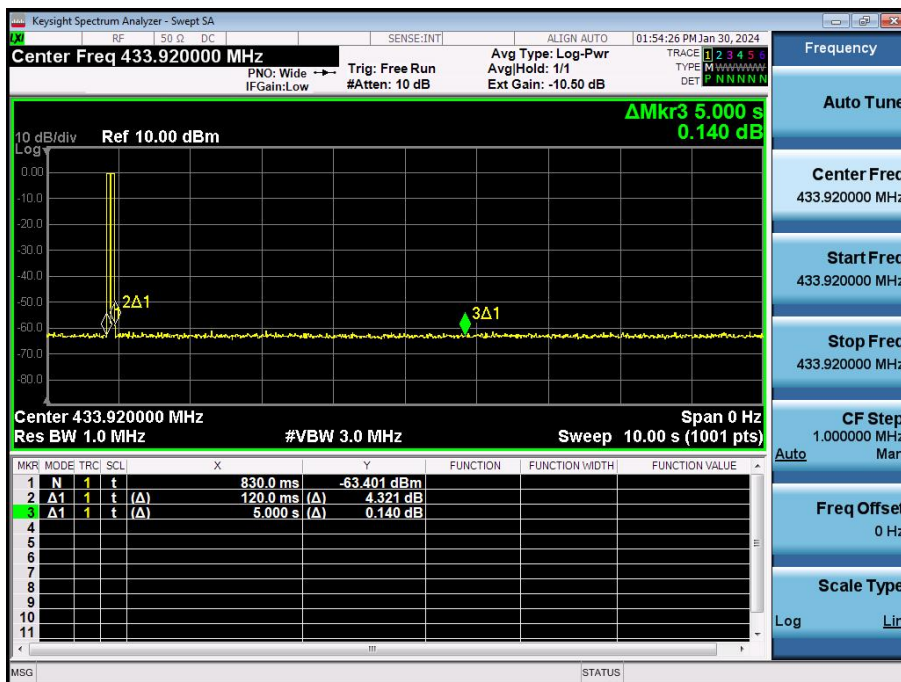 Keysight Spectrum Analyzer - Swept SA
LXI RF 50 Ω DC SENSE:INT ALIGN AUTO 01:54:26 PM Jan 30, 2024
Center Freq 433.920000 MHz
PNO: Wide
IFGain:Low
Trig: Free Run
#Atten: 10 dB
Avg Type: Log-Pwr
Avg|Hold: 1/1
Ext Gain: -10.50 dB
TRACE 1 2 3 4 5 6
TYPE M WWWWW
DET P N N N N N
ΔMkr3 5.000 s
0.140 dB
10 dB/div Ref 10.00 dBm
Log
0.00
-10.0
-20.0
-30.0
-40.0
-50.0
-60.0
-70.0
-80.0
2Δ1
3Δ1
Center 433.920000 MHz Span 0 Hz
Res BW 1.0 MHz #VBW 3.0 MHz Sweep 10.00 s (1001 pts)
MKR MODE TRC SCL X Y FUNCTION FUNCTION WIDTH FUNCTION VALUE
1 N 1 t 830.0 ms -63.401 dBm
2 Δ1 1 t (Δ) 120.0 ms (Δ) 4.321 dB
3 Δ1 1 t (Δ) 5.000 s (Δ) 0.140 dB
4
5
6
7
8
9
10
11
MSG STATUS
Frequency
Auto Tune
Center Freq
433.920000 MHz
Start Freq
433.920000 MHz
Stop Freq
433.920000 MHz
CF Step
1.000000 MHz
Auto Man
Freq Offset
0 Hz
Scale Type
Log Lin